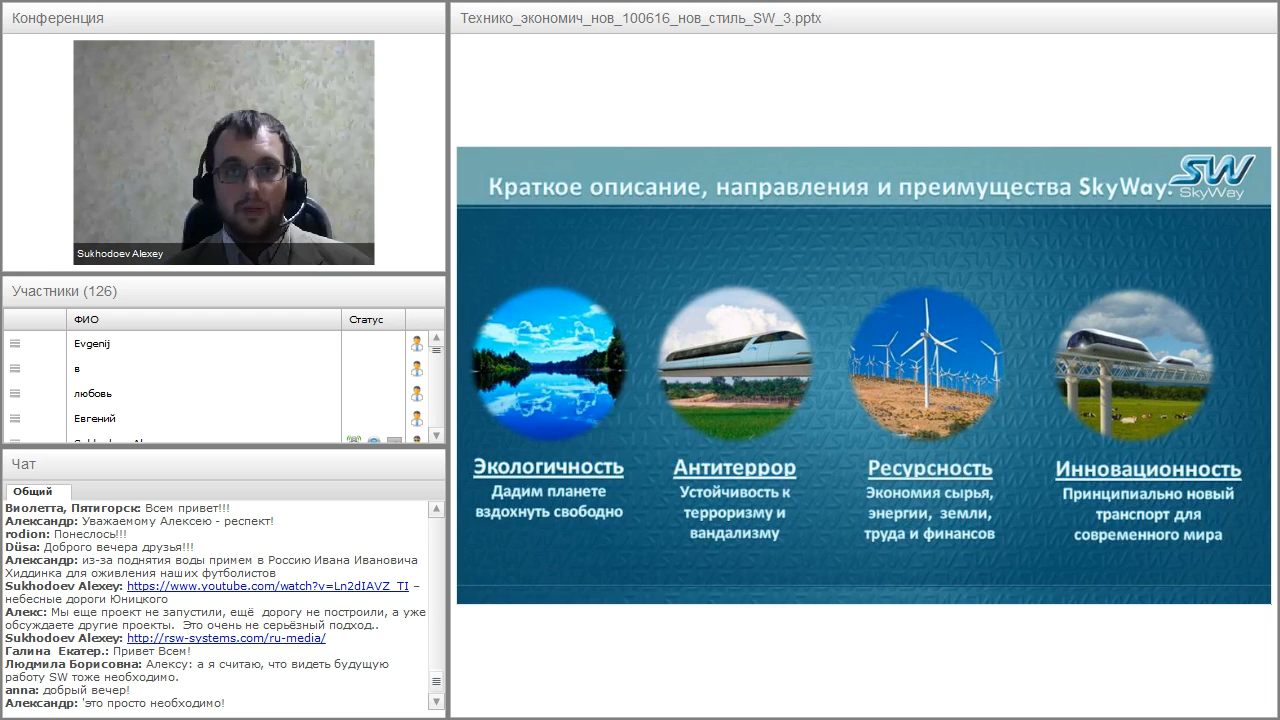 Конференция
Sukhodoev Alexey
Участники (126)
ФИО
Статус
Evgenij
в
любовь
Евгений
Чат
Общий
Виолетта, Пятигорск: Всем привет!!!
Александр: Уважаемому Алексею - респект!
rodion: Понеслось!!!
Düsa: Доброго вечера друзья!!!
Александр: из-за поднятия воды примем в Россию Ивана Ивановича
Хиддинка для оживления наших футболистов
Sukhodoev Alexey: https://www.youtube.com/watch?v=Ln2dIAVZ_TI –
небесные дороги Юницкого
Алекс: Мы еще проект не запустили, ещё дорогу не построили, а уже
обсуждаете другие проекты. Это очень не серьёзный подход..
Sukhodoev Alexey: http://rsw-systems.com/ru-media/
Галина Екатер.: Привет Всем!
Людмила Борисовна: Алексу: а я считаю, что видеть будущую
работу SW тоже необходимо.
anna: добрый вечер!
Александр: 'это просто необходимо!
Технико_экономич_нов_100616_нов_стиль_SW_3.pptx
Краткое описание, направления и преимущества SkyWay.
SW
SkyWay
Экологичность
Дадим планете
вздохнуть свободно
Антитеррор
Устойчивость к
терроризму и
вандализму
Ресурсность
Экономия сырья,
энергии, земли,
труда и финансов
Инновационность
Принципиально новый
транспорт для
современного мира